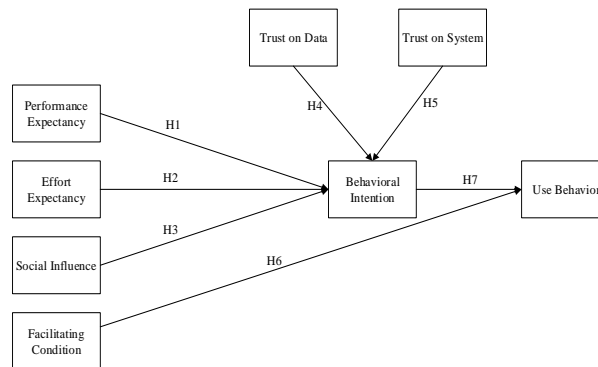 Trust on Data
Trust on System
H4
H5
Performance
Expectancy
H1
Effort
Expectancy
H2
Behavioral
Intention
H7
Use Behavior
H3
Social Influence
H6
Facilitating
Condition